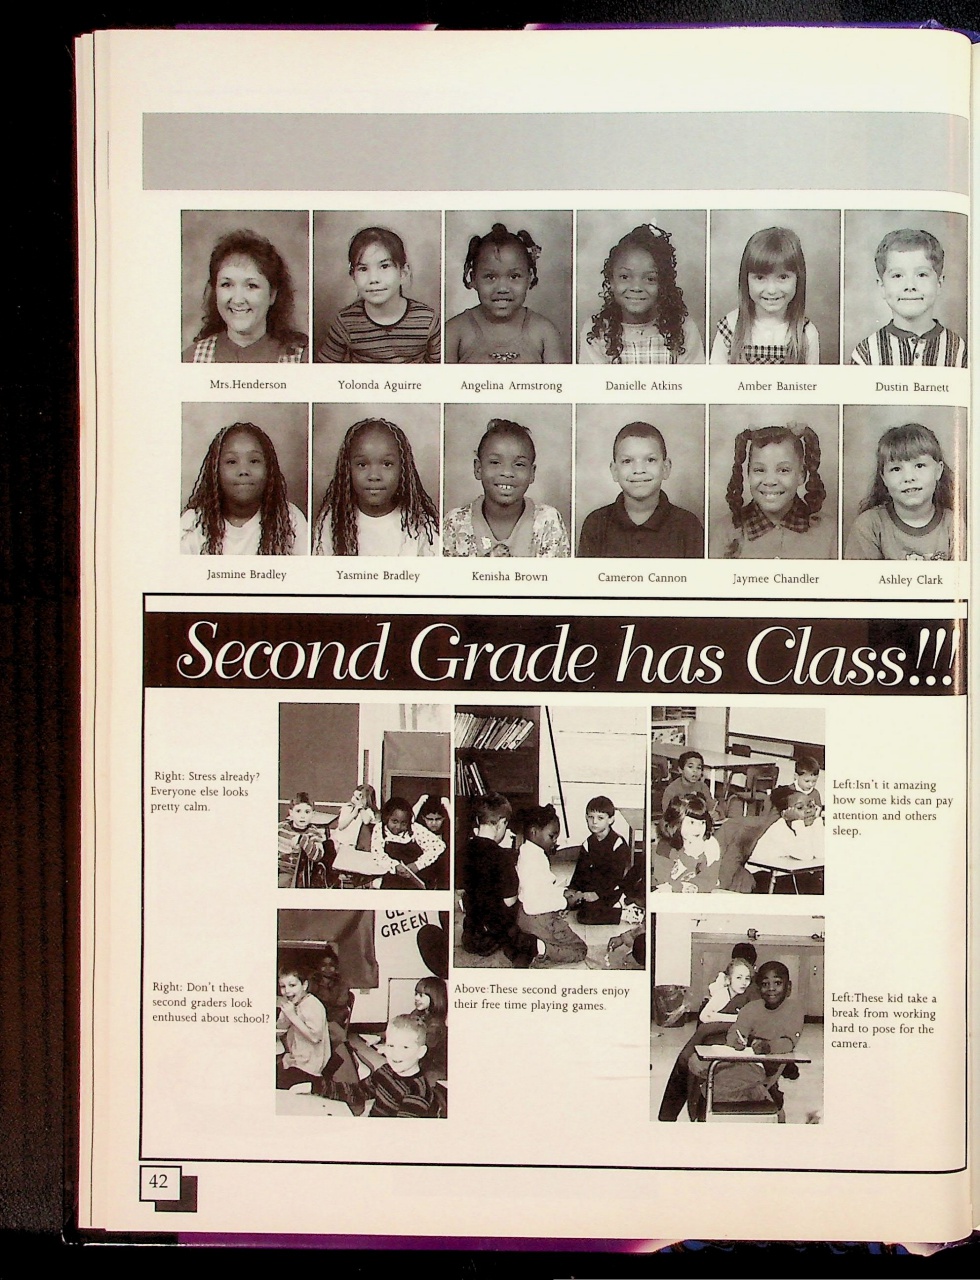 Mrs.Henderson Yolonda Aguirre Angelina Armstrong Danielle Atkins Amber Banister Dustin Barnett
Jasmine Bradley Yasmine Bradley Kenisha Brown Cameron Cannon Jaymee Chandler Ashley Clark
Second Grade has Class!!!
Right: Stress already?
Everyone else looks
pretty calm.
Left:Isn't it amazing
how some kids can pay
attention and others
sleep.
GREEN
Right: Don't these
second graders look
enthused about school?
Above:These second graders enjoy
their free time playing games.
Left:These kid take a
break from working
hard to pose for the
camera.
42